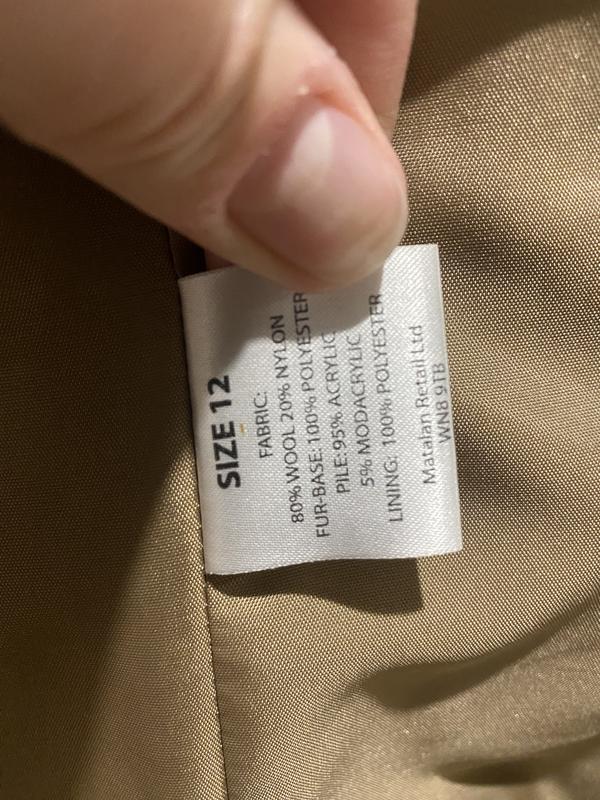 SIZE 12
FABRIC:
80% WOOL 20% NYLON
FUR-BASE:100% POLYESTER
PILE:95% ACRYLIC
5% MODACRYLIC
LINING: 100% POLYESTER
Matalan Retail Ltd
WN8 9TB